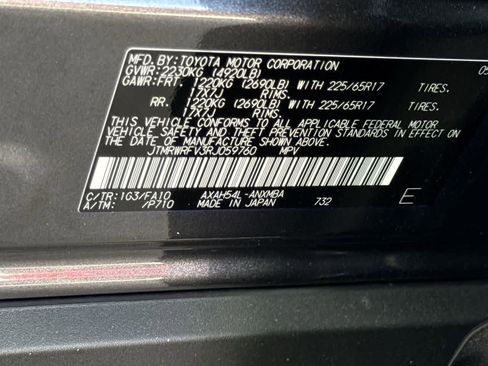 MFD.BY:TOYOTA MOTOR CORPORATION 05
GVWR:2230KG (4920LB)
GAWR:FRT. 1220KG (2690LB) WITH 225/65R17 TIRES.
17X7J RIMS.
RR. 1220KG (2690LB) WITH 225/65R17 TIRES.
17X7J RIMS.
THIS VEHICLE CONFORMS TO ALL APPLICABLE FEDERAL MOTOR
VEHICLE SAFETY AND THEFT PREVENTION STANDARDS IN EFFECT ON
THE DATE OF MANUFACTURE SHOWN ABOVE.
JTMRWRFV3RJ059760 MPV
C/TR:1G3/FA10 AXAH54L-ANXMBA
A/TM: /P710 MADE IN JAPAN 732 E